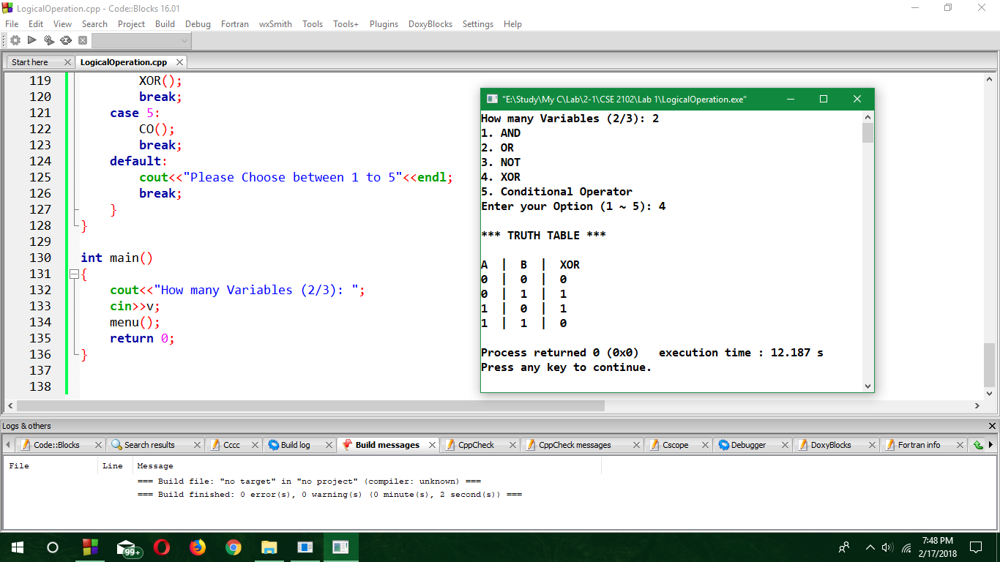 LogicalOperation.cpp - Code::Blocks 16.01
File Edit View Search Project Build Debug Fortran wxSmith Tools Tools+ Plugins DoxyBlocks Settings Help
Start here LogicalOperation.cpp
119 XOR();
120 break;
121 case 5:
122 CO();
123 break;
124 default:
125 cout<<"Please Choose between 1 to 5"<<endl;
126 break;
127 }
128 }
129
130 int main()
131 {
132 cout<<"How many Variables (2/3): ";
133 cin>>v;
134 menu();
135 return 0;
136 }
137
138
"E:\Study\My C\Lab\2-1\CSE 2102\Lab 1\LogicalOperation.exe"
How many Variables (2/3): 2
1. AND
2. OR
3. NOT
4. XOR
5. Conditional Operator
Enter your Option (1 ~ 5): 4
*** TRUTH TABLE ***
A | B | XOR
0 | 0 | 0
0 | 1 | 1
1 | 0 | 1
1 | 1 | 0
Process returned 0 (0x0) execution time : 12.187 s
Press any key to continue.
Logs & others
Code::Blocks Search results Cccc Build log Build messages CppCheck CppCheck messages Cscope Debugger DoxyBlocks Fortran info
File Line Message
=== Build file: "no target" in "no project" (compiler: unknown) ===
=== Build finished: 0 error(s), 0 warning(s) (0 minute(s), 2 second(s)) ===
99+
7:48 PM
2/17/2018